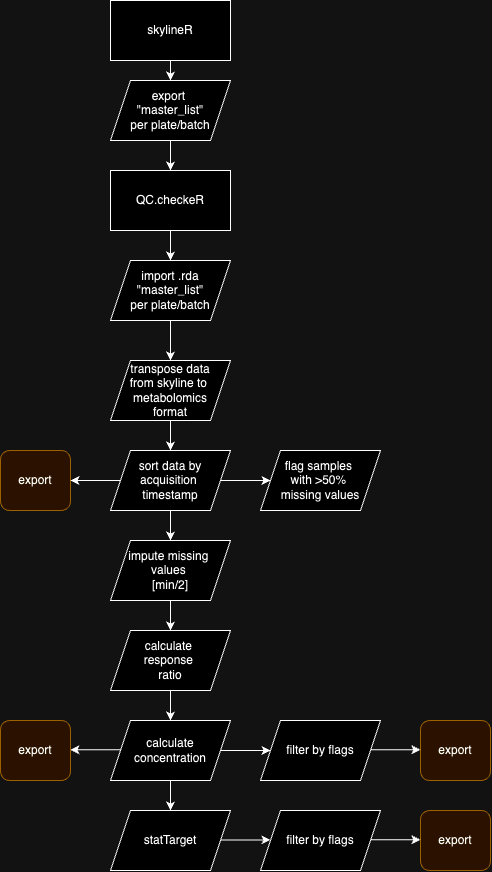 skylineR
export
"master_list"
per plate/batch
QC.checkeR
import .rda
"master_list"
per plate/batch
transpose data
from skyline to
metabolomics
format
export
sort data by
acquisition
timestamp
flag samples
with >50%
missing values
impute missing
values
[min/2]
calculate
response
ratio
export
calculate
concentration
filter by flags
export
statTarget
filter by flags
export